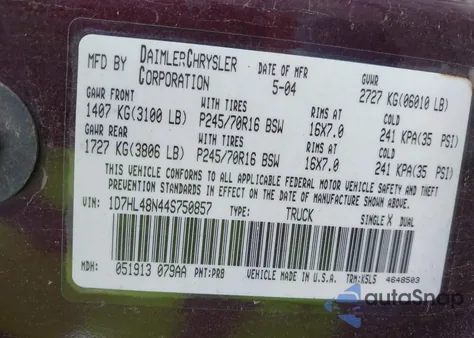 MFD BY DAIMLERCHRYSLER CORPORATION DATE OF MFR 5-04 GVWR 2727 KG(06010 LB)
GAWR FRONT WITH TIRES RIMS AT COLD
1407 KG(3100 LB) P245/70R16 BSW 16X7.0 241 KPA(35 PSI)
GAWR REAR WITH TIRES RIMS AT COLD
1727 KG(3806 LB) P245/70R16 BSW 16X7.0 241 KPA(35 PSI)
THIS VEHICLE CONFORMS TO ALL APPLICABLE FEDERAL MOTOR VEHICLE SAFETY
STANDARDS IN EFFECT ON THE DATE OF MANUFACTURE SHOWN ABOVE.
VIN: 1D7HL48N44S750857 TYPE: TRUCK SINGLE X DUAL
MDH: 051913 079AA PNT:PR8 VEHICLE MADE IN U.S.A. TRM:K5L5 4648503
autoSnap